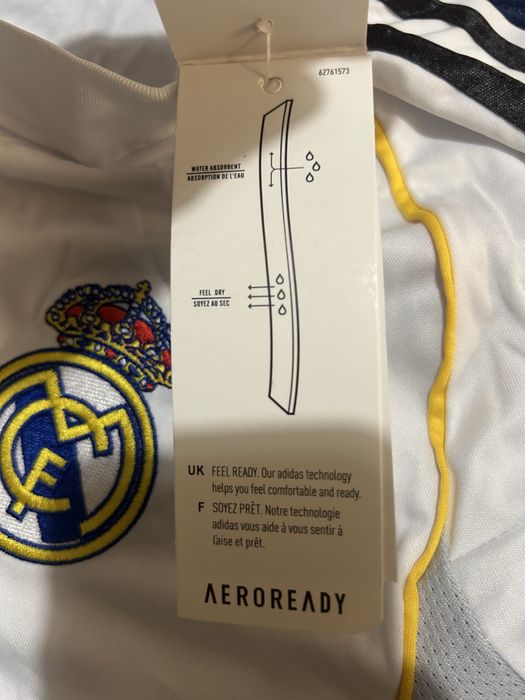 62761573
WATER ABSORBENT
ABSORPTION DE L'EAU
FEEL DRY
SOYEZ AU SEC
UK FEEL READY. Our adidas technology
helps you feel comfortable and ready.
F SOYEZ PRÊT. Notre technologie
adidas vous aide à vous sentir à
l'aise et prêt.
AEROREADY